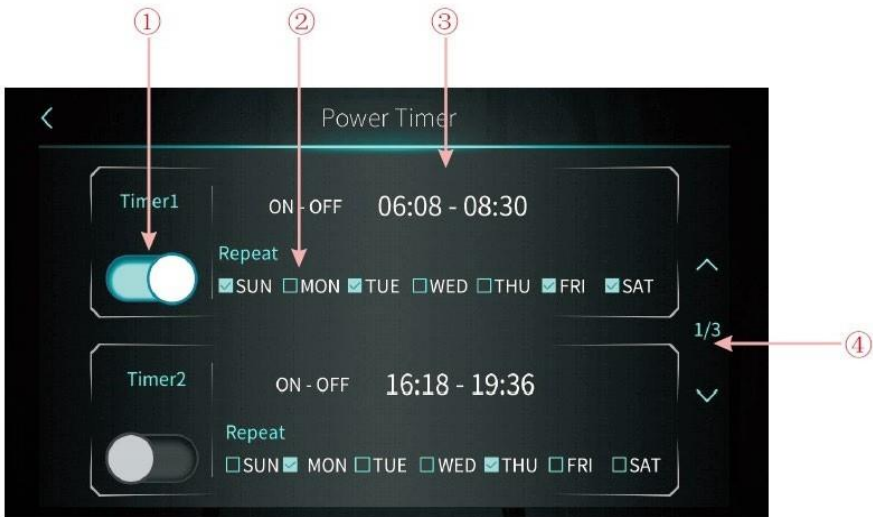 ① ② ③
Power Timer
Timer1
ON - OFF 06:08 - 08:30
Repeat
SUN MON TUE WED THU FRI SAT
1/3
④
Timer2
ON - OFF 16:18 - 19:36
Repeat
SUN MON TUE WED THU FRI SAT